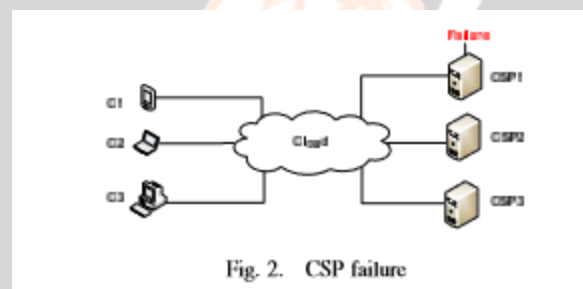 Failure
C1
CSP1
C2
Cloud
CSP2
C3
CSP3
Fig. 2. CSP failure